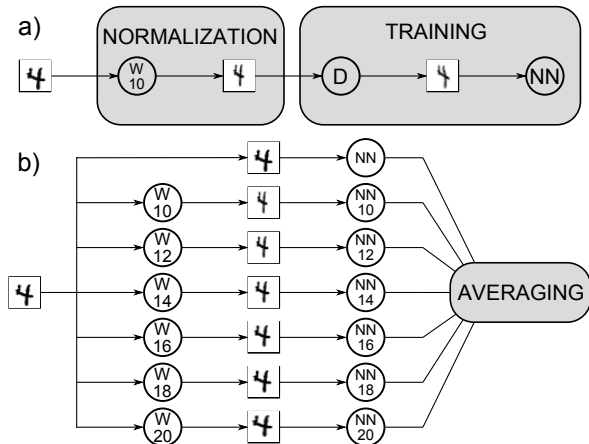 a)
NORMALIZATION
TRAINING
4
W
10
4
D
4
NN
b)
4
NN
W
10
4
NN
10
W
12
4
NN
12
4
W
14
4
NN
14
AVERAGING
W
16
4
NN
16
W
18
4
NN
18
W
20
4
NN
20